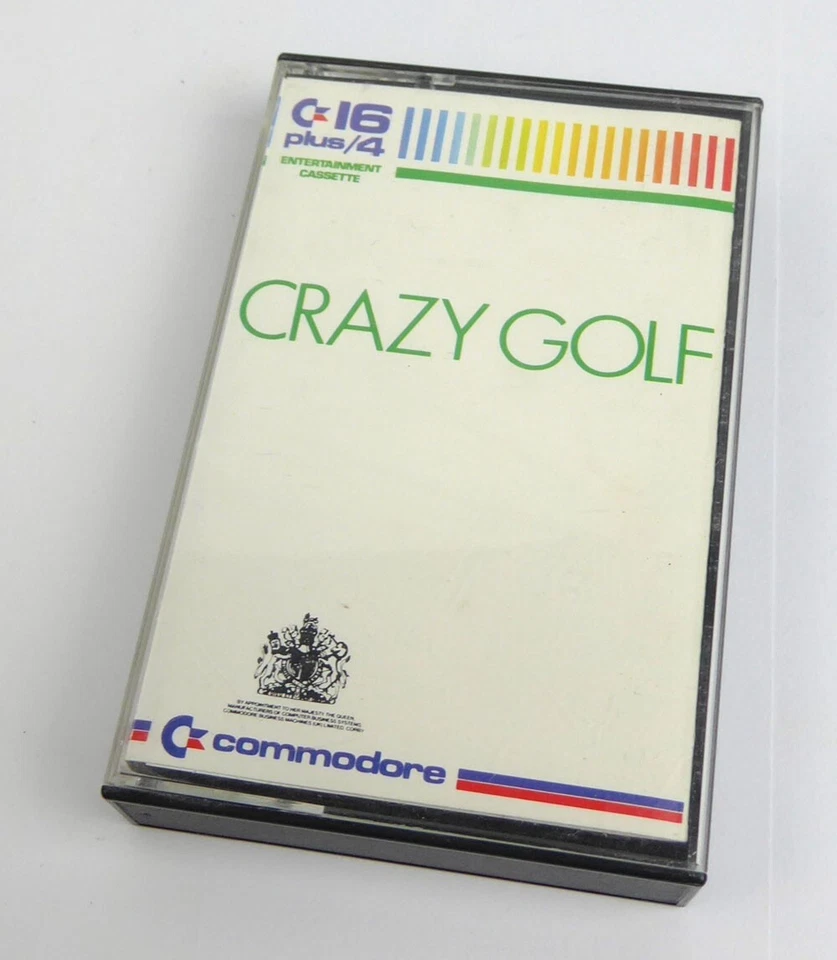 C16
plus/4
ENTERTAINMENT
CASSETTE
CRAZY GOLF
BY APPOINTMENT TO HER MAJESTY THE QUEEN
MANUFACTURERS OF COMPUTER BUSINESS SYSTEMS
COMMODORE BUSINESS MACHINES (UK) LIMITED. CORBY
commodore